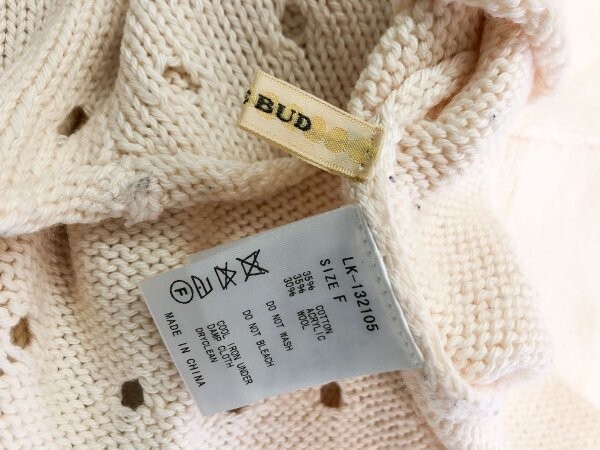 BUD
LK-132105
SIZE F
35% COTTON
35% ACRYLIC
30% WOOL
DO NOT WASH
DO NOT BLEACH
COOL IRON UNDER
DAMP CLOTH
DRYCLEAN
F
MADE IN CHINA